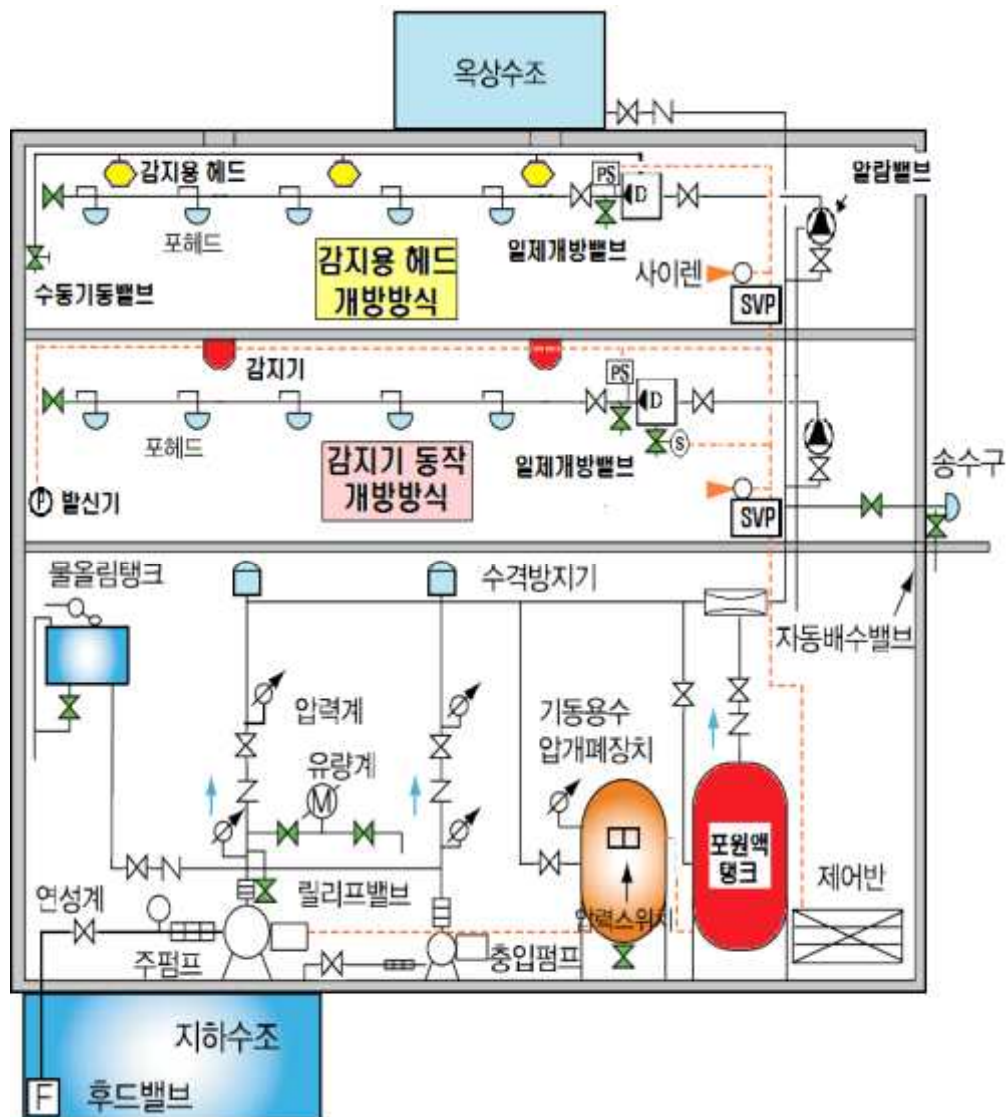 옥상수조
감지용 헤드
PS
D
알람밸브
포헤드
일제개방밸브
수동기동밸브
감지용 헤드
개방방식
사이렌
SVP
감지기
PS
D
포헤드
일제개방밸브
S
감지기 동작
개방방식
P
발신기
송수구
SVP
물올림탱크
수격방지기
자동배수밸브
압력계
기동용수
압개폐장치
유량계
M
포원액
탱크
연성계
릴리프밸브
압력스위치
제어반
주펌프
충입펌프
지하수조
F
후드밸브